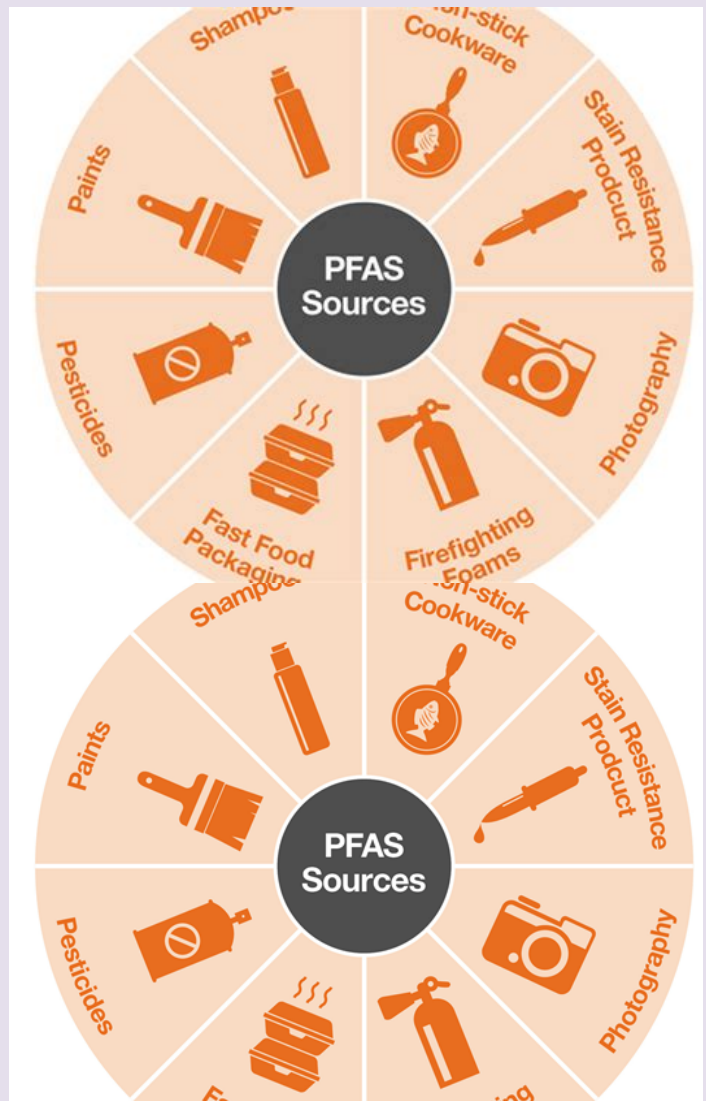 Cookware
Stain Resistance
Prodcuct
Paints
PFAS
Sources
Pesticides
Photography
Fast Food
Firefighting
Foams
Cookware
Stain Resistance
Prodcuct
Paints
PFAS
Sources
Pesticides
Photography